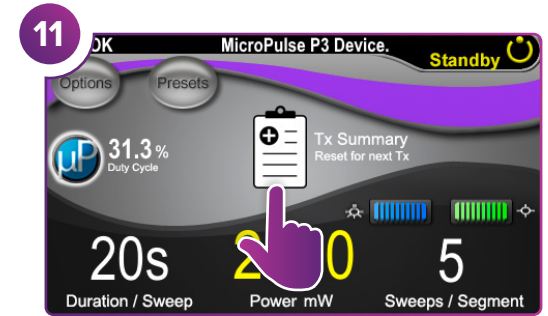 11
OK
MicroPulse P3 Device.
Standby
Options
Presets
µP
31.3 %
Duty Cycle
Tx Summary
Reset for next Tx
20s
5
Duration / Sweep
Power mW
Sweeps / Segment